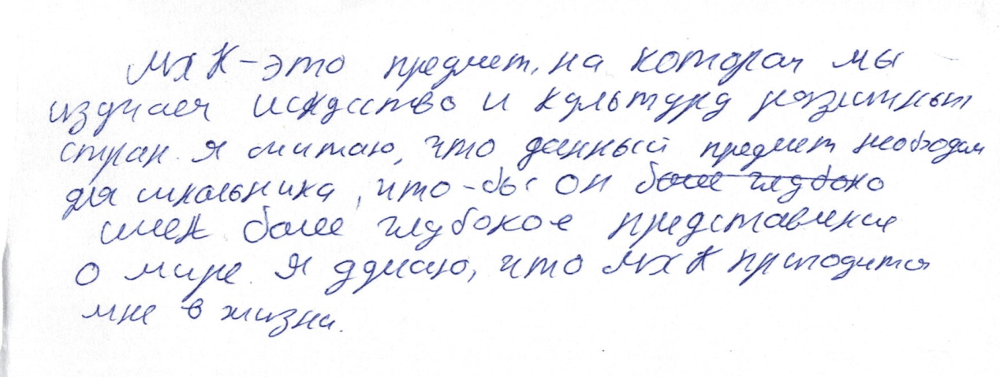 МХК - это предмет, на котором мы
изучаем искусство и культуру различных
стран. Я считаю, что данный предмет необходим
для школьника, что-бы он более глубоко
имел более глубокое представление
о мире. Я думаю, что МХК пригодится
мне в жизни.